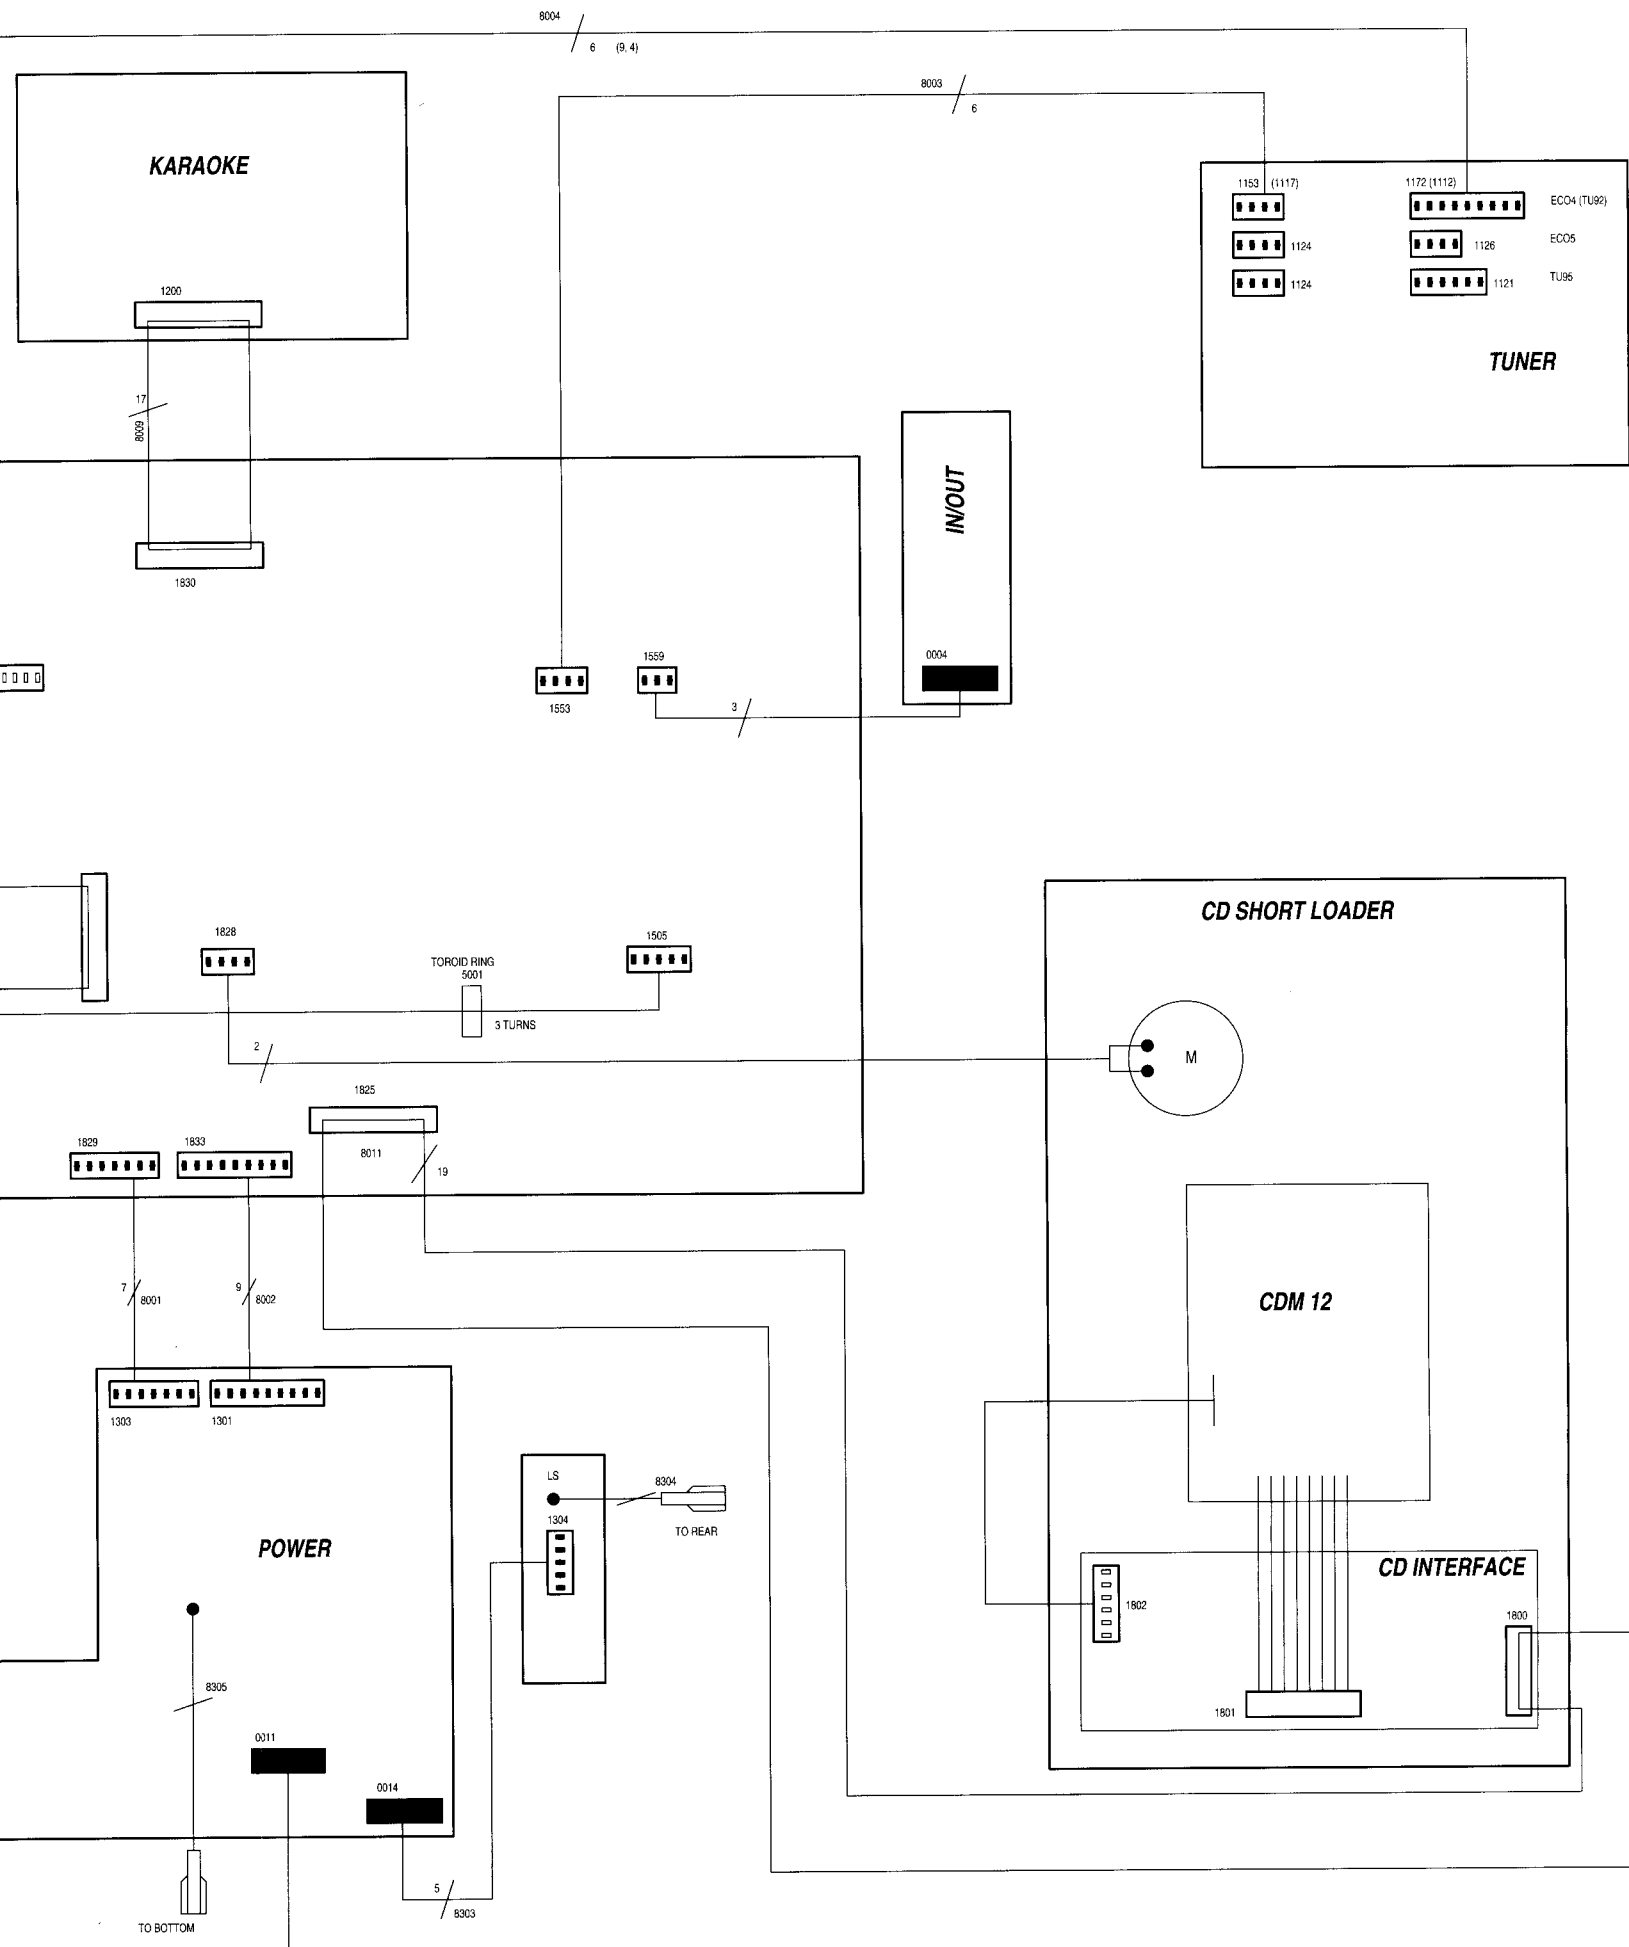 8004
6 (9, 4)
8003
6
KARAOKE
1153 (1117)
1172 (1112)
ECO4 (TU92)
1124
1126
ECO5
1124
1121
TU95
TUNER
1200
17
8009
1830
IN/OUT
0004
1559
1553
3
CD SHORT LOADER
1828
TOROID RING
5001
3 TURNS
1505
2
M
1825
8011
19
1829
1833
7
8001
9
8002
CDM 12
1303
1301
LS
8304
TO REAR
1304
POWER
CD INTERFACE
1802
1800
1801
8305
0011
0014
5
8303
TO BOTTOM